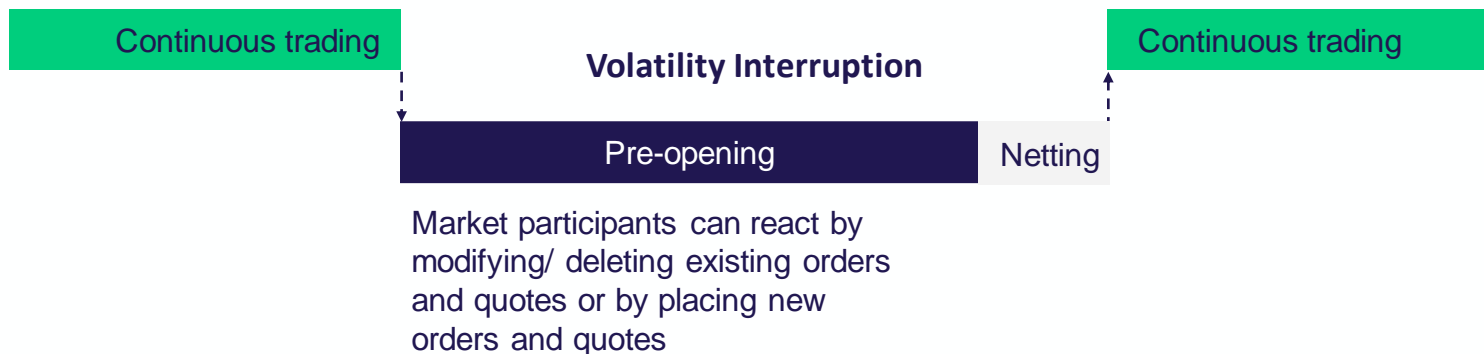 Continuous trading
Continuous trading
Volatility Interruption
Pre-opening
Netting
Market participants can react by
modifying/ deleting existing orders
and quotes or by placing new
orders and quotes